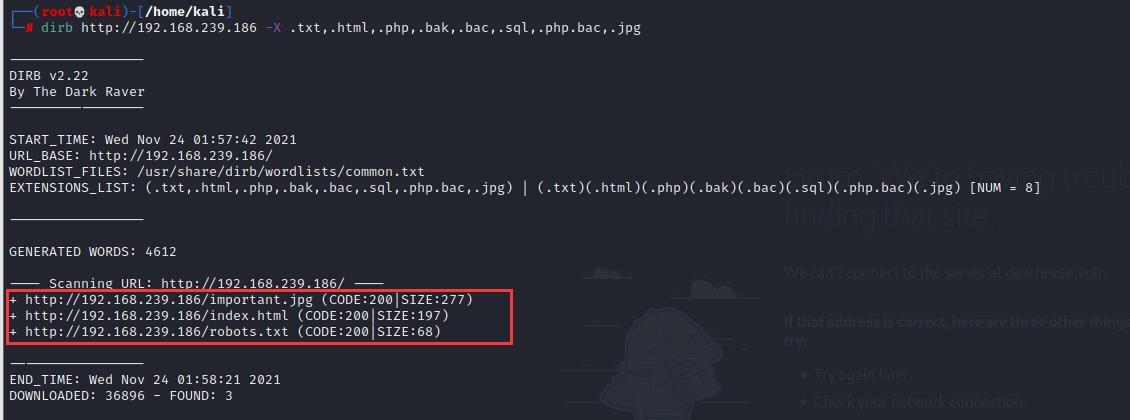 (root💀kali)-[/home/kali]
# dirb http://192.168.239.186 -X .txt,.html,.php,.bak,.bac,.sql,.php.bac,.jpg
-----------------
DIRB v2.22
By The Dark Raver
-----------------
START_TIME: Wed Nov 24 01:57:42 2021
URL_BASE: http://192.168.239.186/
WORDLIST_FILES: /usr/share/dirb/wordlists/common.txt
EXTENSIONS_LIST: (.txt,.html,.php,.bak,.bac,.sql,.php.bac,.jpg) | (.txt)(.html)(.php)(.bak)(.bac)(.sql)(.php.bac)(.jpg) [NUM = 8]
-----------------
GENERATED WORDS: 4612
---- Scanning URL: http://192.168.239.186/ ----
+ http://192.168.239.186/important.jpg (CODE:200|SIZE:277)
+ http://192.168.239.186/index.html (CODE:200|SIZE:197)
+ http://192.168.239.186/robots.txt (CODE:200|SIZE:68)
-----------------
END_TIME: Wed Nov 24 01:58:21 2021
DOWNLOADED: 36896 - FOUND: 3
Hmm. We're having trou
finding that site.
We can't connect to the server at deathnote.vuln.
If that address is correct, here are three other things
try:
Try again later.
Check your network connection.